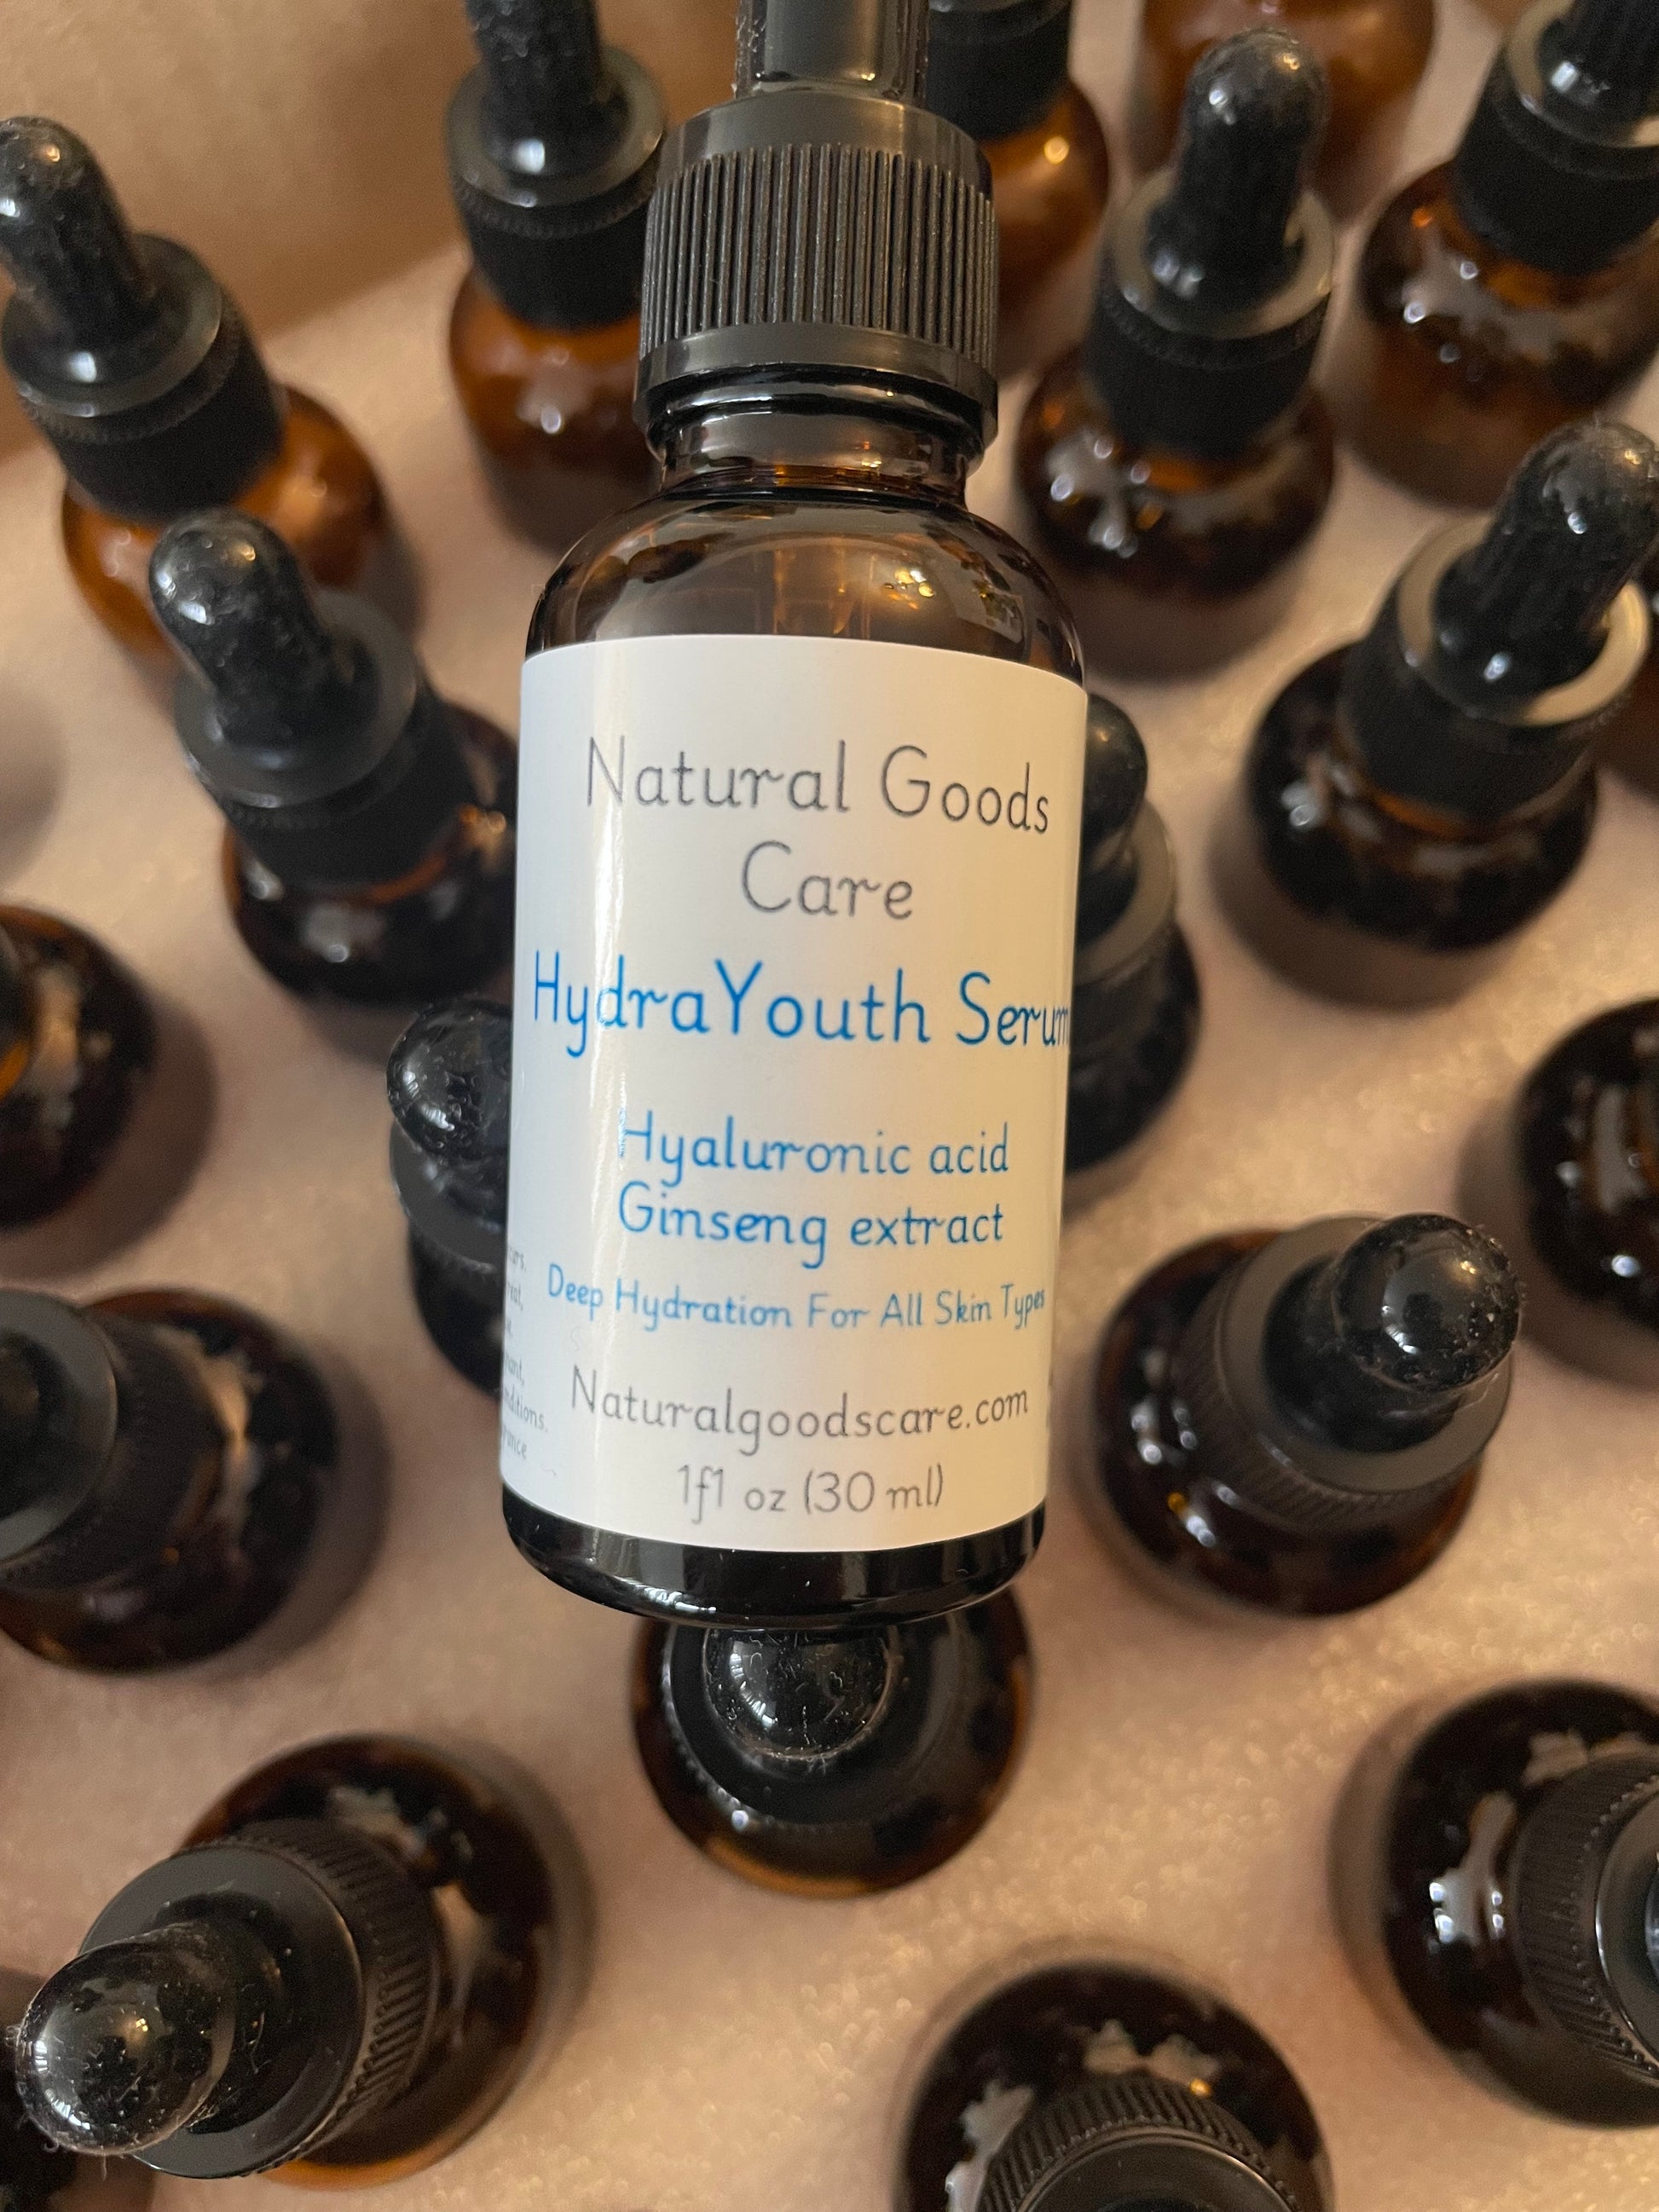 Natural Goods
Care
HydraYouth Serum
Hyaluronic acid
Ginseng extract
Deep Hydration For All Skin Types
Naturalgoodscare.com
1fl oz (30 ml)